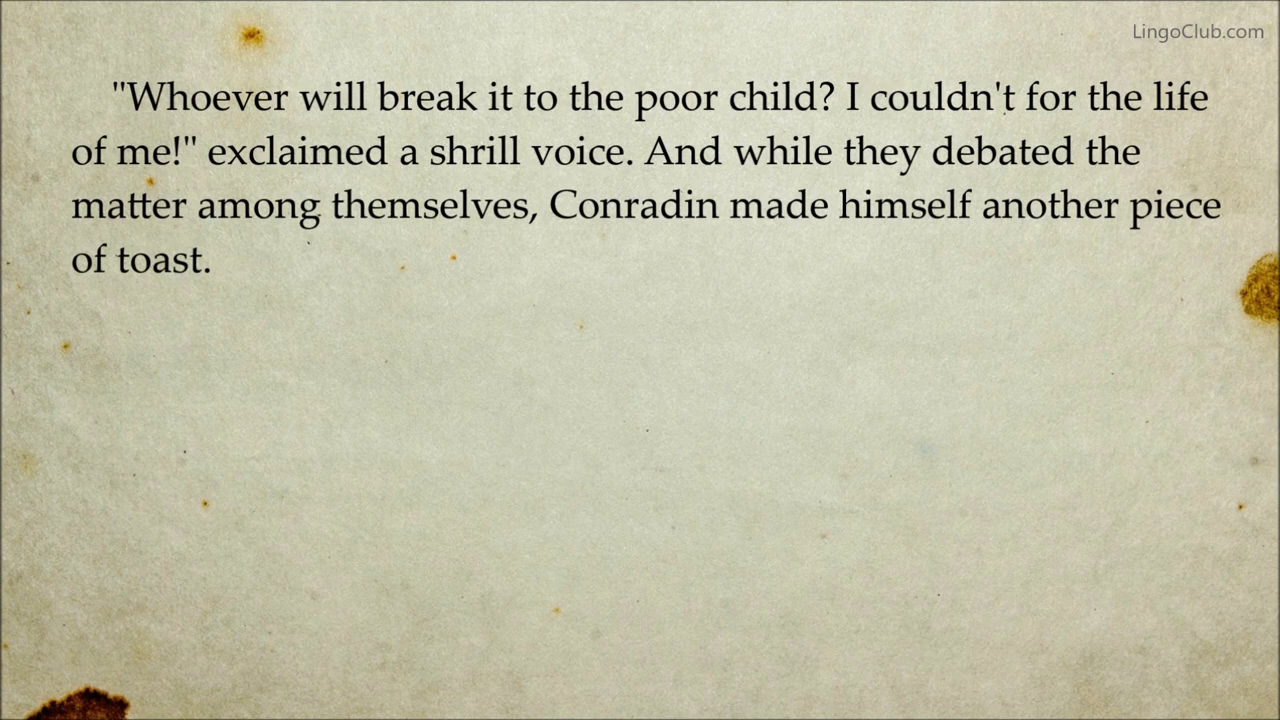 LingoClub.com
"Whoever will break it to the poor child? I couldn't for the life
of me!" exclaimed a shrill voice. And while they debated the
matter among themselves, Conradin made himself another piece
of toast.